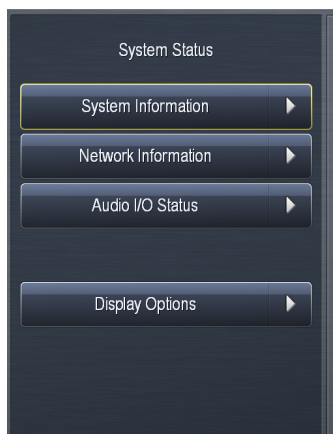 System Status
System Information
Network Information
Audio I/O Status
Display Options